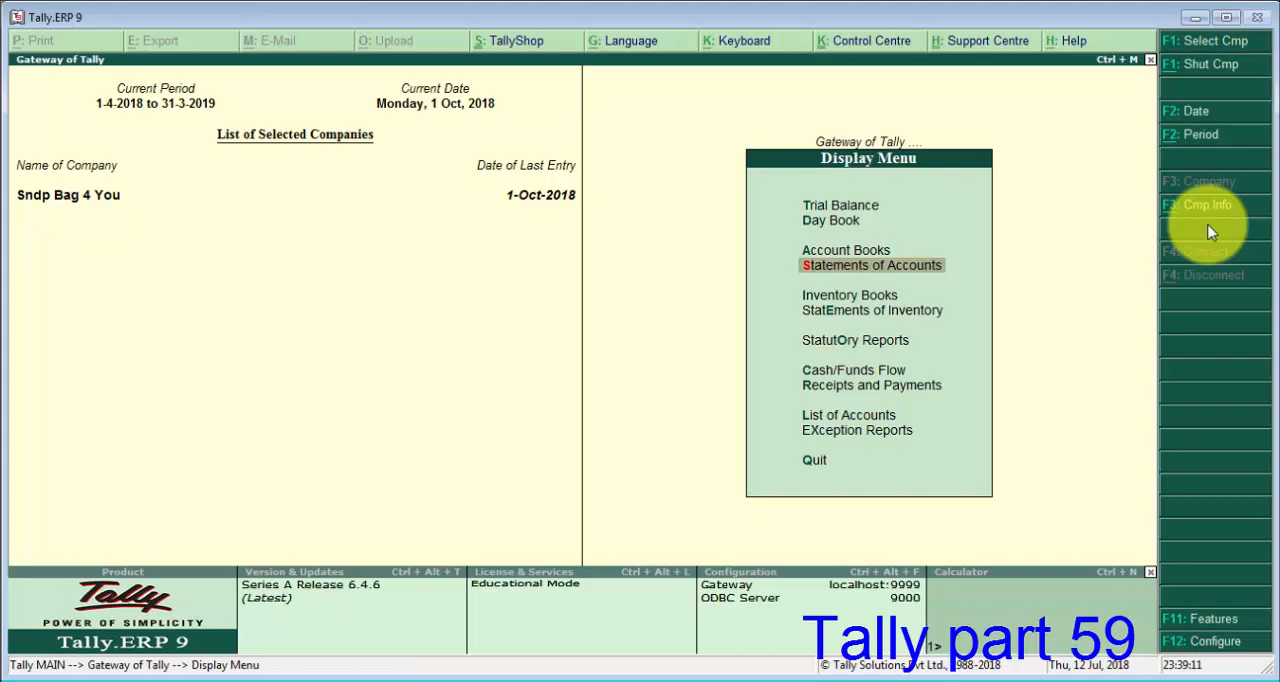 Tally.ERP 9
P: Print E: Export M: E-Mail O: Upload S: TallyShop G: Language K: Keyboard K: Control Centre H: Support Centre H: Help
Gateway of Tally Ctrl + M
Current Period Current Date
1-4-2018 to 31-3-2019 Monday, 1 Oct, 2018
List of Selected Companies
Name of Company Date of Last Entry
Sndp Bag 4 You 1-Oct-2018
Gateway of Tally ....
Display Menu
Trial Balance
Day Book
Account Books
Statements of Accounts
Inventory Books
StatEments of Inventory
StatutOry Reports
Cash/Funds Flow
Receipts and Payments
List of Accounts
EXception Reports
Quit
F1: Select Cmp
F1: Shut Cmp
F2: Date
F2: Period
F3: Company
F3: Cmp Info
F4: Connect
F4: Disconnect
F11: Features
F12: Configure
Product
Tally
POWER OF SIMPLICITY
Tally.ERP 9
Version & Updates Ctrl + Alt + T
Series A Release 6.4.6
(Latest)
License & Services Ctrl + Alt + L
Educational Mode
Configuration Ctrl + Alt + F
Gateway localhost:9999
ODBC Server 9000
Calculator Ctrl + N
1>
Tally part 59
Tally MAIN --> Gateway of Tally --> Display Menu © Tally Solutions Pvt Ltd., 1988-2018 Thu, 12 Jul, 2018 23:39:11